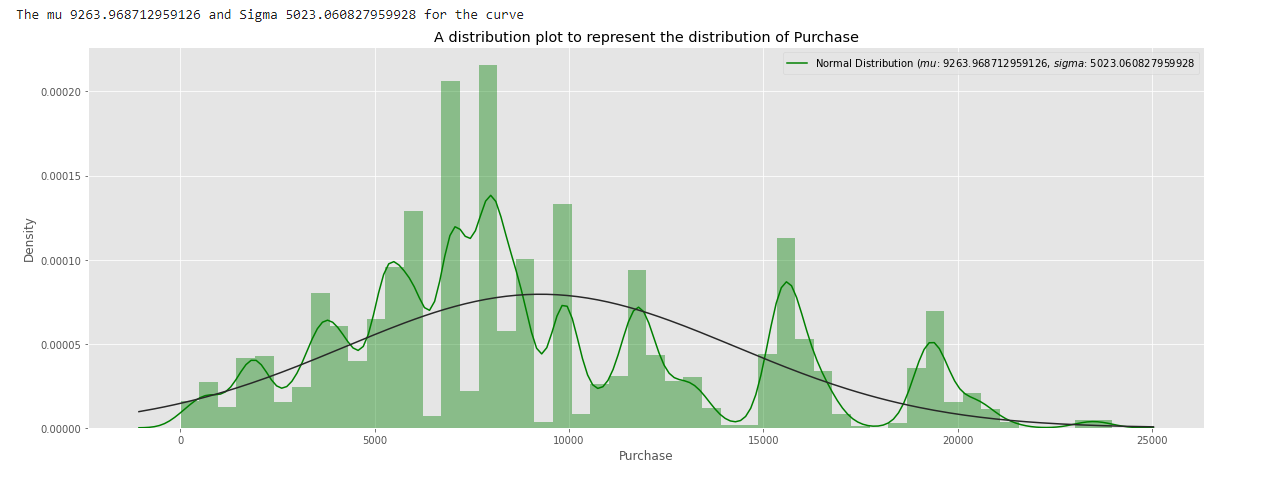 The mu 9263.968712959126 and Sigma 5023.060827959928 for the curve
A distribution plot to represent the distribution of Purchase
Normal Distribution (mu: 9263.968712959126, sigma: 5023.060827959928
0.00020
0.00015
0.00010
0.00005
0.00000
Density
0 5000 10000 15000 20000 25000
Purchase